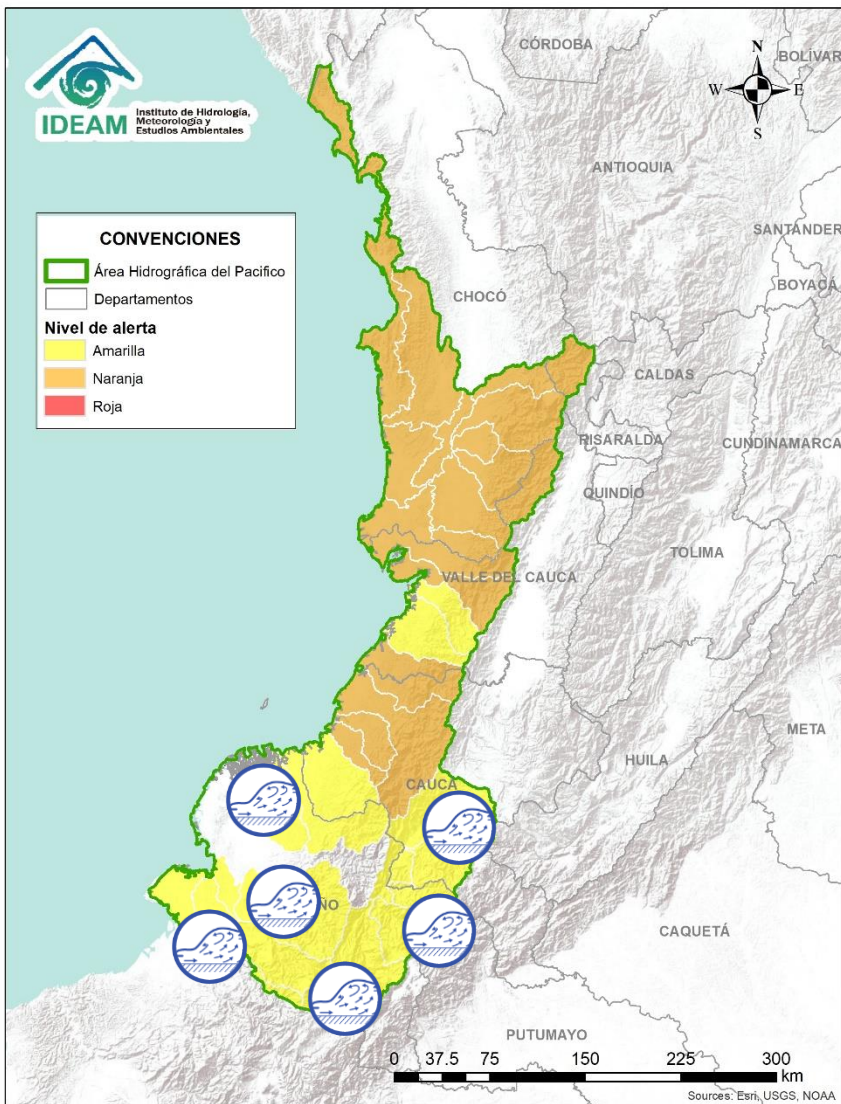 IDEAM
Instituto de Hidrología,
Meteorología y
Estudios Ambientales
CÓRDOBA
BOLÍVAR
N
W
E
S
ANTIOQUIA
SANTANDER
BOYACÁ
CONVENCIONES
Área Hidrográfica del Pacifico
Departamentos
Nivel de alerta
Amarilla
Naranja
Roja
CHOCÓ
CALDAS
RISARALDA
CUNDINAMARCA
QUINDÍO
TOLIMA
VALLE DEL CAUCA
META
HUILA
CAUCA
ÑO
CAQUETÁ
PUTUMAYO
0 37.5 75 150 225 300
km
Sources: Esri, USGS, NOAA